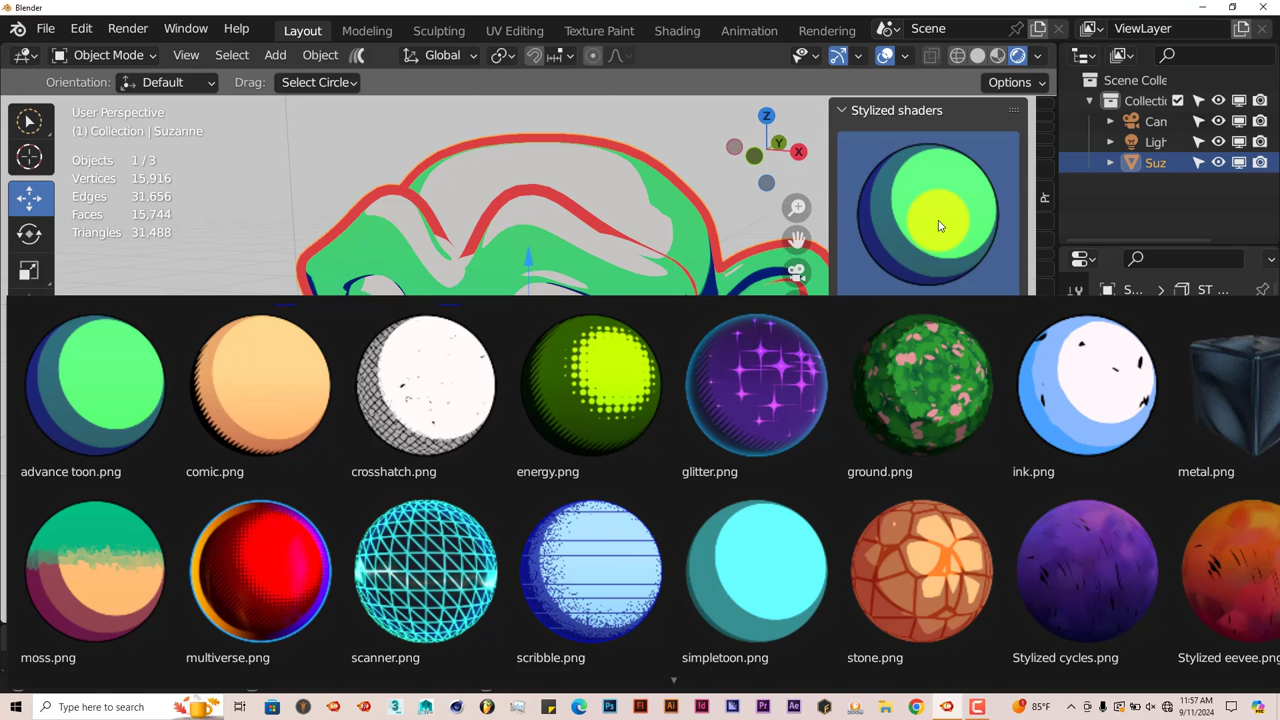 Blender
File Edit Render Window Help Layout Modeling Sculpting UV Editing Texture Paint Shading Animation Rendering Scene ViewLayer
Object Mode View Select Add Object Global
Orientation: Default Drag: Select Circle Options
User Perspective
(1) Collection | Suzanne
Objects 1 / 3
Vertices 15,916
Edges 31,656
Faces 15,744
Triangles 31,488
Z
Y
X
Stylized shaders
Scene Colle
Collecti
Can
Ligh
Suz
S... ST ...
advance toon.png comic.png crosshatch.png energy.png glitter.png ground.png ink.png metal.png
moss.png multiverse.png scanner.png scribble.png simpletoon.png stone.png Stylized cycles.png Stylized eevee.png
Type here to search
85°F
11:57 AM
9/11/2024